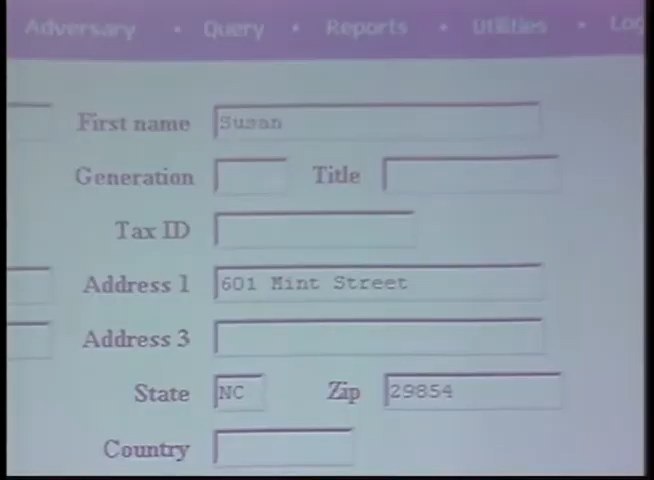 Adversary • Query • Reports • Utilities • Log
First name Susan
Generation Title
Tax ID
Address 1 601 Mint Street
Address 3
State NC Zip 29854
Country